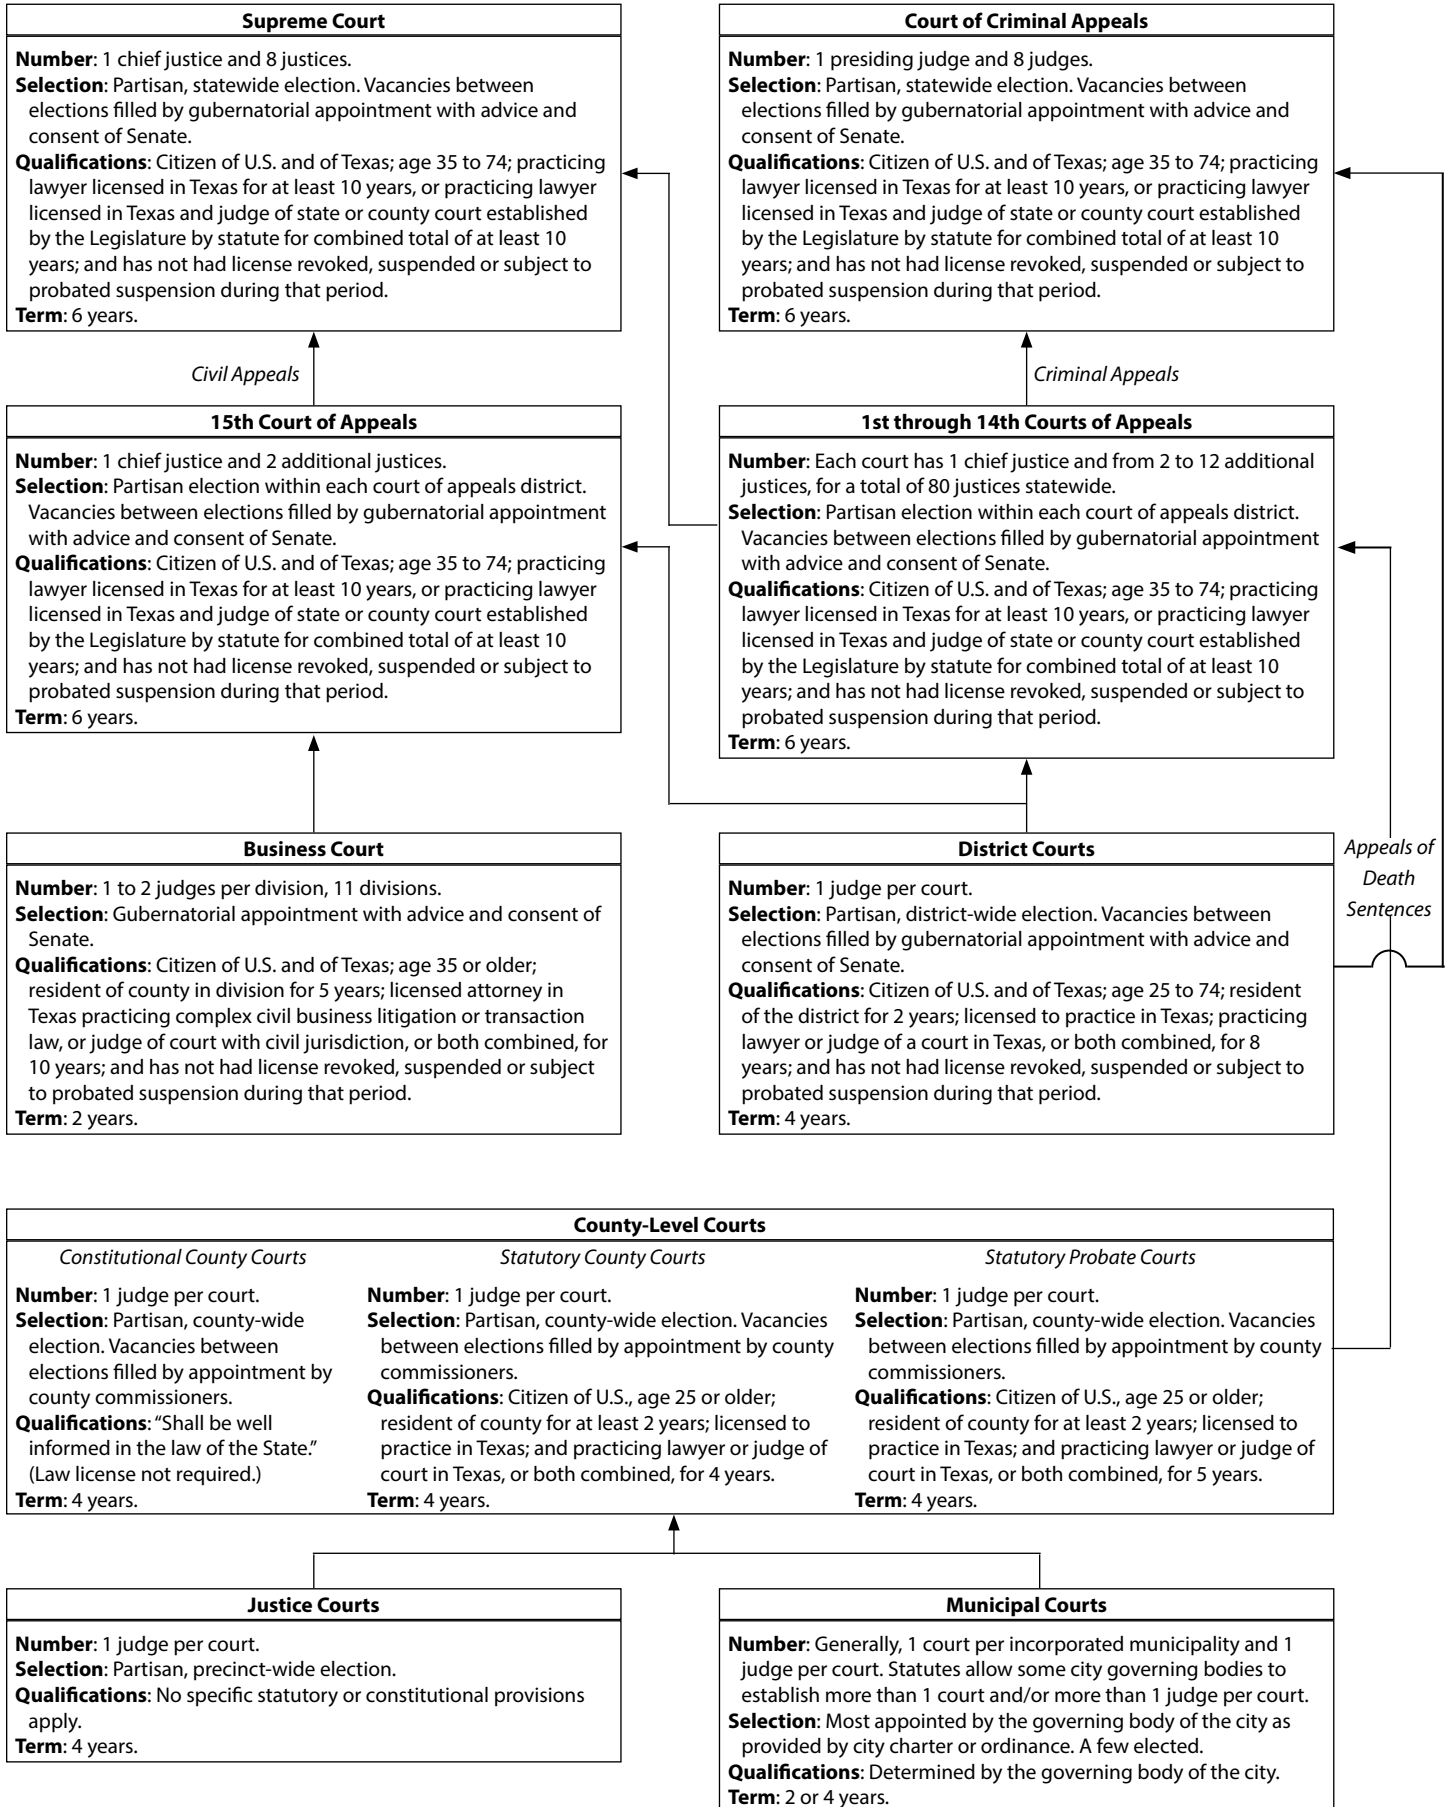 Supreme Court
Number: 1 chief justice and 8 justices.
Selection: Partisan, statewide election. Vacancies between
elections filled by gubernatorial appointment with advice and
consent of Senate.
Qualifications: Citizen of U.S. and of Texas; age 35 to 74; practicing
lawyer licensed in Texas for at least 10 years, or practicing lawyer
licensed in Texas and judge of state or county court established
by the Legislature by statute for combined total of at least 10
years; and has not had license revoked, suspended or subject to
probated suspension during that period.
Term: 6 years.
Court of Criminal Appeals
Number: 1 presiding judge and 8 judges.
Selection: Partisan, statewide election. Vacancies between
elections filled by gubernatorial appointment with advice and
consent of Senate.
Qualifications: Citizen of U.S. and of Texas; age 35 to 74; practicing
lawyer licensed in Texas for at least 10 years, or practicing lawyer
licensed in Texas and judge of state or county court established
by the Legislature by statute for combined total of at least 10
years; and has not had license revoked, suspended or subject to
probated suspension during that period.
Term: 6 years.
Civil Appeals
Criminal Appeals
15th Court of Appeals
Number: 1 chief justice and 2 additional justices.
Selection: Partisan election within each court of appeals district.
Vacancies between elections filled by gubernatorial appointment
with advice and consent of Senate.
Qualifications: Citizen of U.S. and of Texas; age 35 to 74; practicing
lawyer licensed in Texas for at least 10 years, or practicing lawyer
licensed in Texas and judge of state or county court established
by the Legislature by statute for combined total of at least 10
years; and has not had license revoked, suspended or subject to
probated suspension during that period.
Term: 6 years.
1st through 14th Courts of Appeals
Number: Each court has 1 chief justice and from 2 to 12 additional
justices, for a total of 80 justices statewide.
Selection: Partisan election within each court of appeals district.
Vacancies between elections filled by gubernatorial appointment
with advice and consent of Senate.
Qualifications: Citizen of U.S. and of Texas; age 35 to 74; practicing
lawyer licensed in Texas for at least 10 years, or practicing lawyer
licensed in Texas and judge of state or county court established
by the Legislature by statute for combined total of at least 10
years; and has not had license revoked, suspended or subject to
probated suspension during that period.
Term: 6 years.
Business Court
Number: 1 to 2 judges per division, 11 divisions.
Selection: Gubernatorial appointment with advice and consent of
Senate.
Qualifications: Citizen of U.S. and of Texas; age 35 or older;
resident of county in division for 5 years; licensed attorney in
Texas practicing complex civil business litigation or transaction
law, or judge of court with civil jurisdiction, or both combined, for
10 years; and has not had license revoked, suspended or subject
to probated suspension during that period.
Term: 2 years.
District Courts
Number: 1 judge per court.
Selection: Partisan, district-wide election. Vacancies between
elections filled by gubernatorial appointment with advice and
consent of Senate.
Qualifications: Citizen of U.S. and of Texas; age 25 to 74; resident
of the district for 2 years; licensed to practice in Texas; practicing
lawyer or judge of a court in Texas, or both combined, for 8
years; and has not had license revoked, suspended or subject to
probated suspension during that period.
Term: 4 years.
Appeals of
Death
Sentences
County-Level Courts
Constitutional County Courts
Number: 1 judge per court.
Selection: Partisan, county-wide
election. Vacancies between
elections filled by appointment by
county commissioners.
Qualifications: “Shall be well
informed in the law of the State.”
(Law license not required.)
Term: 4 years.
Statutory County Courts
Number: 1 judge per court.
Selection: Partisan, county-wide election. Vacancies
between elections filled by appointment by county
commissioners.
Qualifications: Citizen of U.S., age 25 or older;
resident of county for at least 2 years; licensed to
practice in Texas; and practicing lawyer or judge of
court in Texas, or both combined, for 4 years.
Term: 4 years.
Statutory Probate Courts
Number: 1 judge per court.
Selection: Partisan, county-wide election. Vacancies
between elections filled by appointment by county
commissioners.
Qualifications: Citizen of U.S., age 25 or older;
resident of county for at least 2 years; licensed to
practice in Texas; and practicing lawyer or judge of
court in Texas, or both combined, for 5 years.
Term: 4 years.
Justice Courts
Number: 1 judge per court.
Selection: Partisan, precinct-wide election.
Qualifications: No specific statutory or constitutional provisions
apply.
Term: 4 years.
Municipal Courts
Number: Generally, 1 court per incorporated municipality and 1
judge per court. Statutes allow some city governing bodies to
establish more than 1 court and/or more than 1 judge per court.
Selection: Most appointed by the governing body of the city as
provided by city charter or ordinance. A few elected.
Qualifications: Determined by the governing body of the city.
Term: 2 or 4 years.